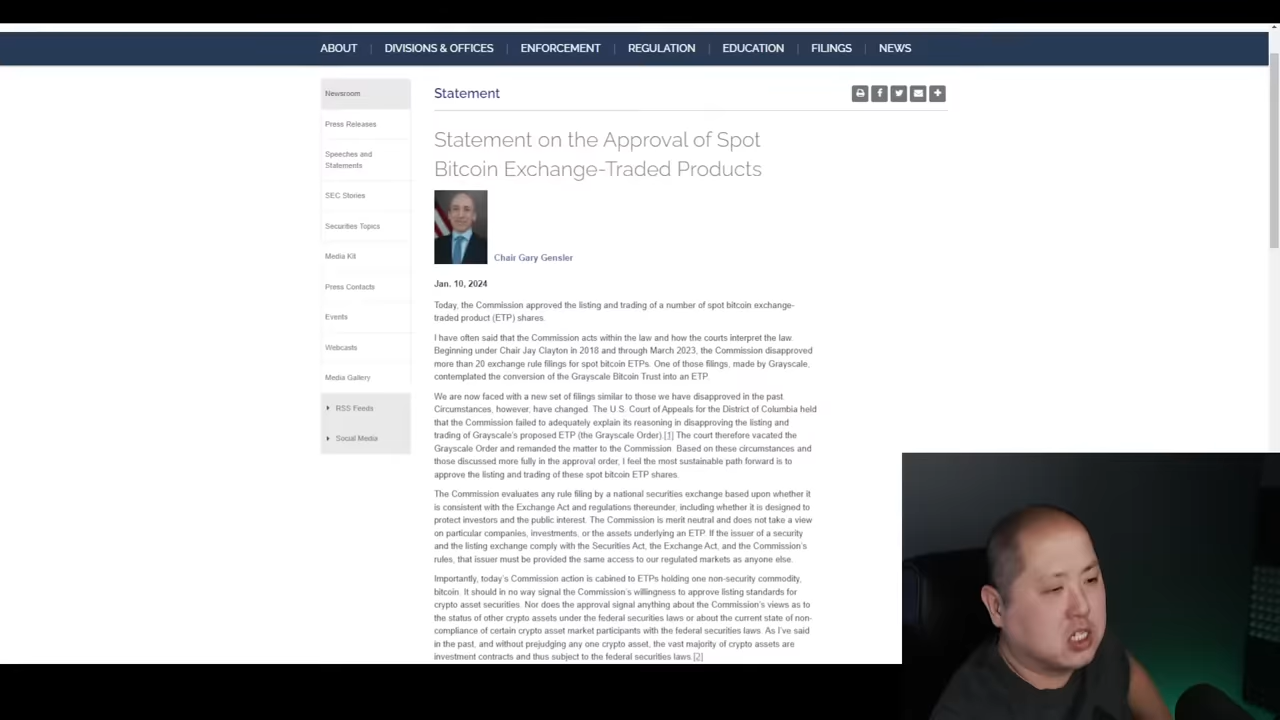 ABOUT DIVISIONS & OFFICES ENFORCEMENT REGULATION EDUCATION FILINGS NEWS
Newsroom
Press Releases
Speeches and
Statements
SEC Stories
Securities Topics
Media Kit
Press Contacts
Events
Webcasts
Media Gallery
RSS Feeds
Social Media
Statement
Statement on the Approval of Spot
Bitcoin Exchange-Traded Products
Chair Gary Gensler
Jan. 10, 2024
Today, the Commission approved the listing and trading of a number of spot bitcoin exchange-
traded product (ETP) shares.
I have often said that the Commission acts within the law and how the courts interpret the law.
Beginning under Chair Jay Clayton in 2018 and through March 2023, the Commission disapproved
more than 20 exchange rule filings for spot bitcoin ETPs. One of those filings, made by Grayscale,
contemplated the conversion of the Grayscale Bitcoin Trust into an ETP.
We are now faced with a new set of filings similar to those we have disapproved in the past.
Circumstances, however, have changed. The U.S. Court of Appeals for the District of Columbia held
that the Commission failed to adequately explain its reasoning in disapproving the listing and
trading of Grayscale's proposed ETP (the Grayscale Order).[1] The court therefore vacated the
Grayscale Order and remanded the matter to the Commission. Based on these circumstances and
those discussed more fully in the approval order, I feel the most sustainable path forward is to
approve the listing and trading of these spot bitcoin ETP shares.
The Commission evaluates any rule filing by a national securities exchange based upon whether it
is consistent with the Exchange Act and regulations thereunder, including whether it is designed to
protect investors and the public interest. The Commission is merit neutral and does not take a view
on particular companies, investments, or the assets underlying an ETP. If the issuer of a security
and the listing exchange comply with the Securities Act, the Exchange Act, and the Commission's
rules, that issuer must be provided the same access to our regulated markets as anyone else.
Importantly, today's Commission action is cabined to ETPs holding one non-security commodity,
bitcoin. It should in no way signal the Commission's willingness to approve listing standards for
crypto asset securities. Nor does the approval signal anything about the Commission's views as to
the status of other crypto assets under the federal securities laws or about the current state of non-
compliance of certain crypto asset market participants with the federal securities laws. As I've said
in the past, and without prejudging any one crypto asset, the vast majority of crypto assets are
investment contracts and thus subject to the federal securities laws.[2]